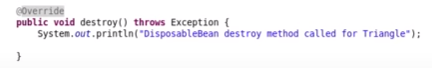 @Override
public void destroy() throws Exception {
System.out.println("DisposableBean destroy method called for Triangle");
}